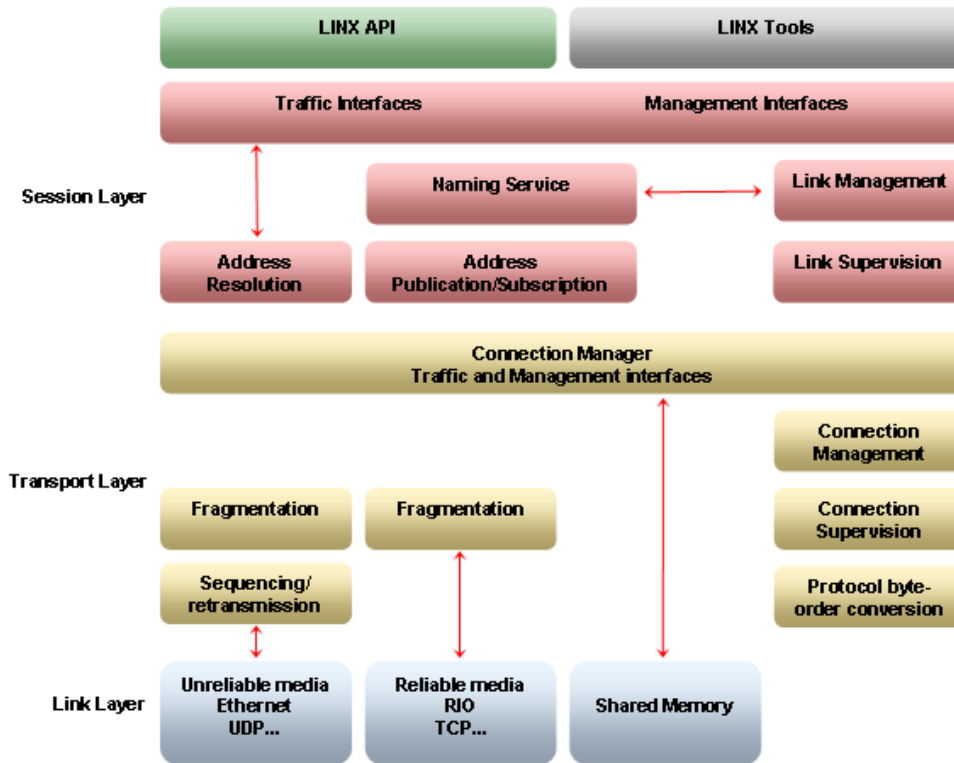 LINX API
LINX Tools
Traffic Interfaces
Management Interfaces
Session Layer
Naming Service
Link Management
Address
Resolution
Address
Publication/Subscription
Link Supervision
Connection Manager
Traffic and Management interfaces
Transport Layer
Connection
Management
Fragmentation
Fragmentation
Connection
Supervision
Sequencing/
retransmission
Protocol byte-
order conversion
Link Layer
Unreliable media
Ethernet
UDP...
Reliable media
RIO
TCP...
Shared Memory